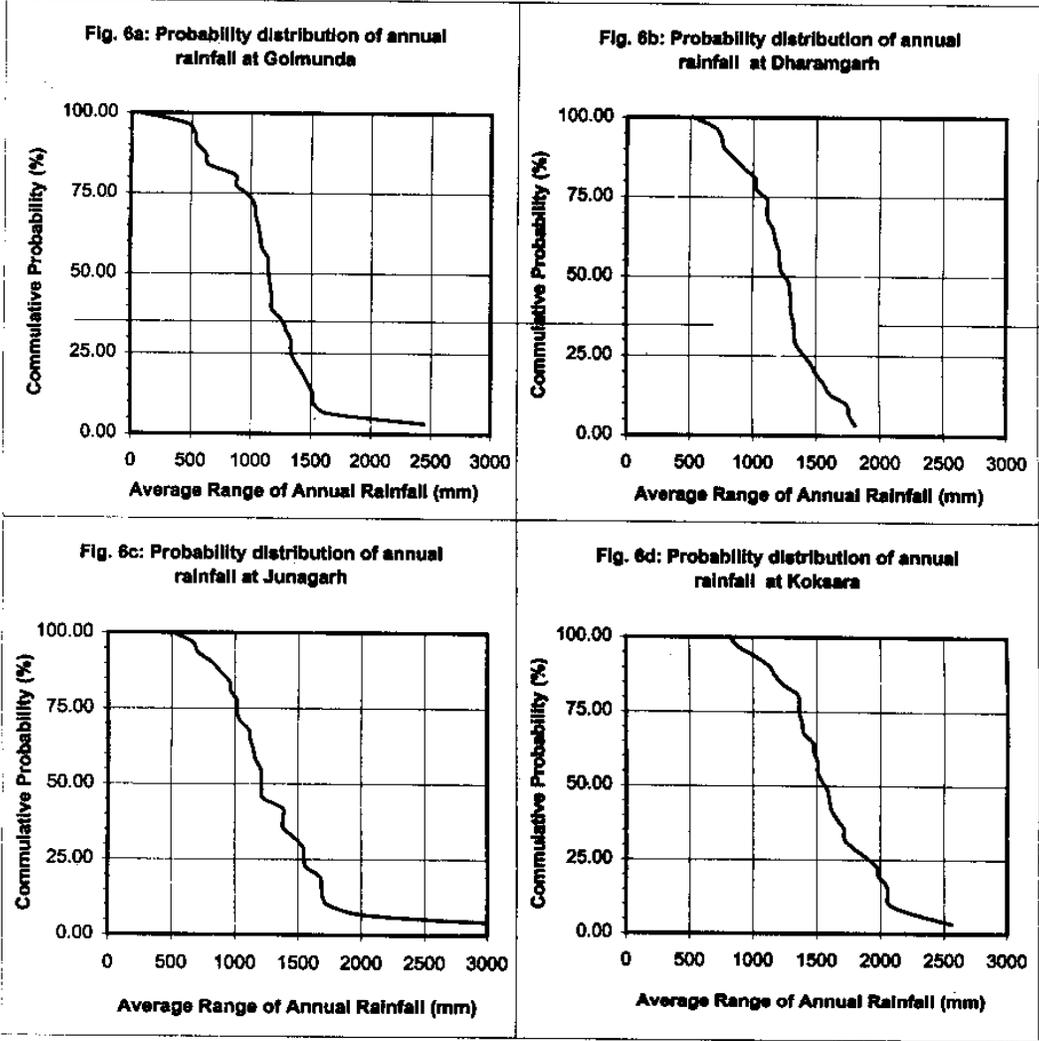 Fig. 6a: Probability distribution of annual
rainfall at Golmunda
100.00
75.00
50.00
25.00
0.00
Commulative Probability (%)
0 500 1000 1500 2000 2500 3000
Average Range of Annual Rainfall (mm)
Fig. 6b: Probability distribution of annual
rainfall at Dharamgarh
100.00
75.00
50.00
25.00
0.00
Commulative Probability (%)
0 500 1000 1500 2000 2500 3000
Average Range of Annual Rainfall (mm)
Fig. 6c: Probability distribution of annual
rainfall at Junagarh
100.00
75.00
50.00
25.00
0.00
Commulative Probability (%)
0 500 1000 1500 2000 2500 3000
Average Range of Annual Rainfall (mm)
Fig. 6d: Probability distribution of annual
rainfall at Koksara
100.00
75.00
50.00
25.00
0.00
Commulative Probability (%)
0 500 1000 1500 2000 2500 3000
Average Range of Annual Rainfall (mm)